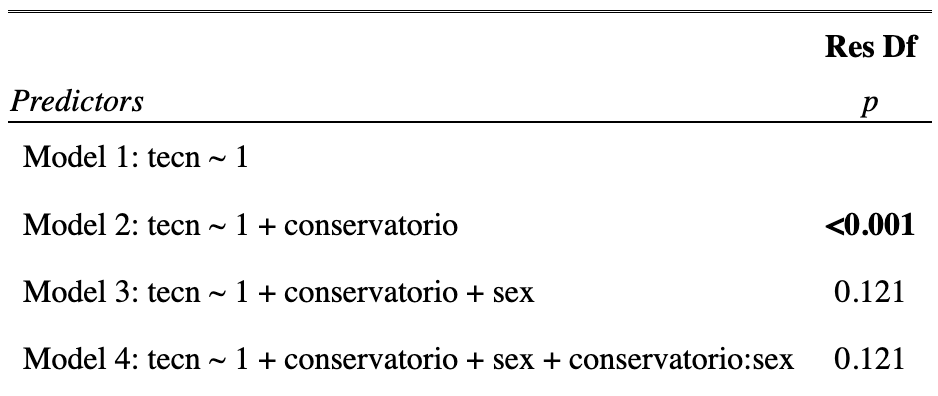 Res Df
Predictors p
Model 1: tecn ~ 1
Model 2: tecn ~ 1 + conservatorio <0.001
Model 3: tecn ~ 1 + conservatorio + sex 0.121
Model 4: tecn ~ 1 + conservatorio + sex + conservatorio:sex 0.121